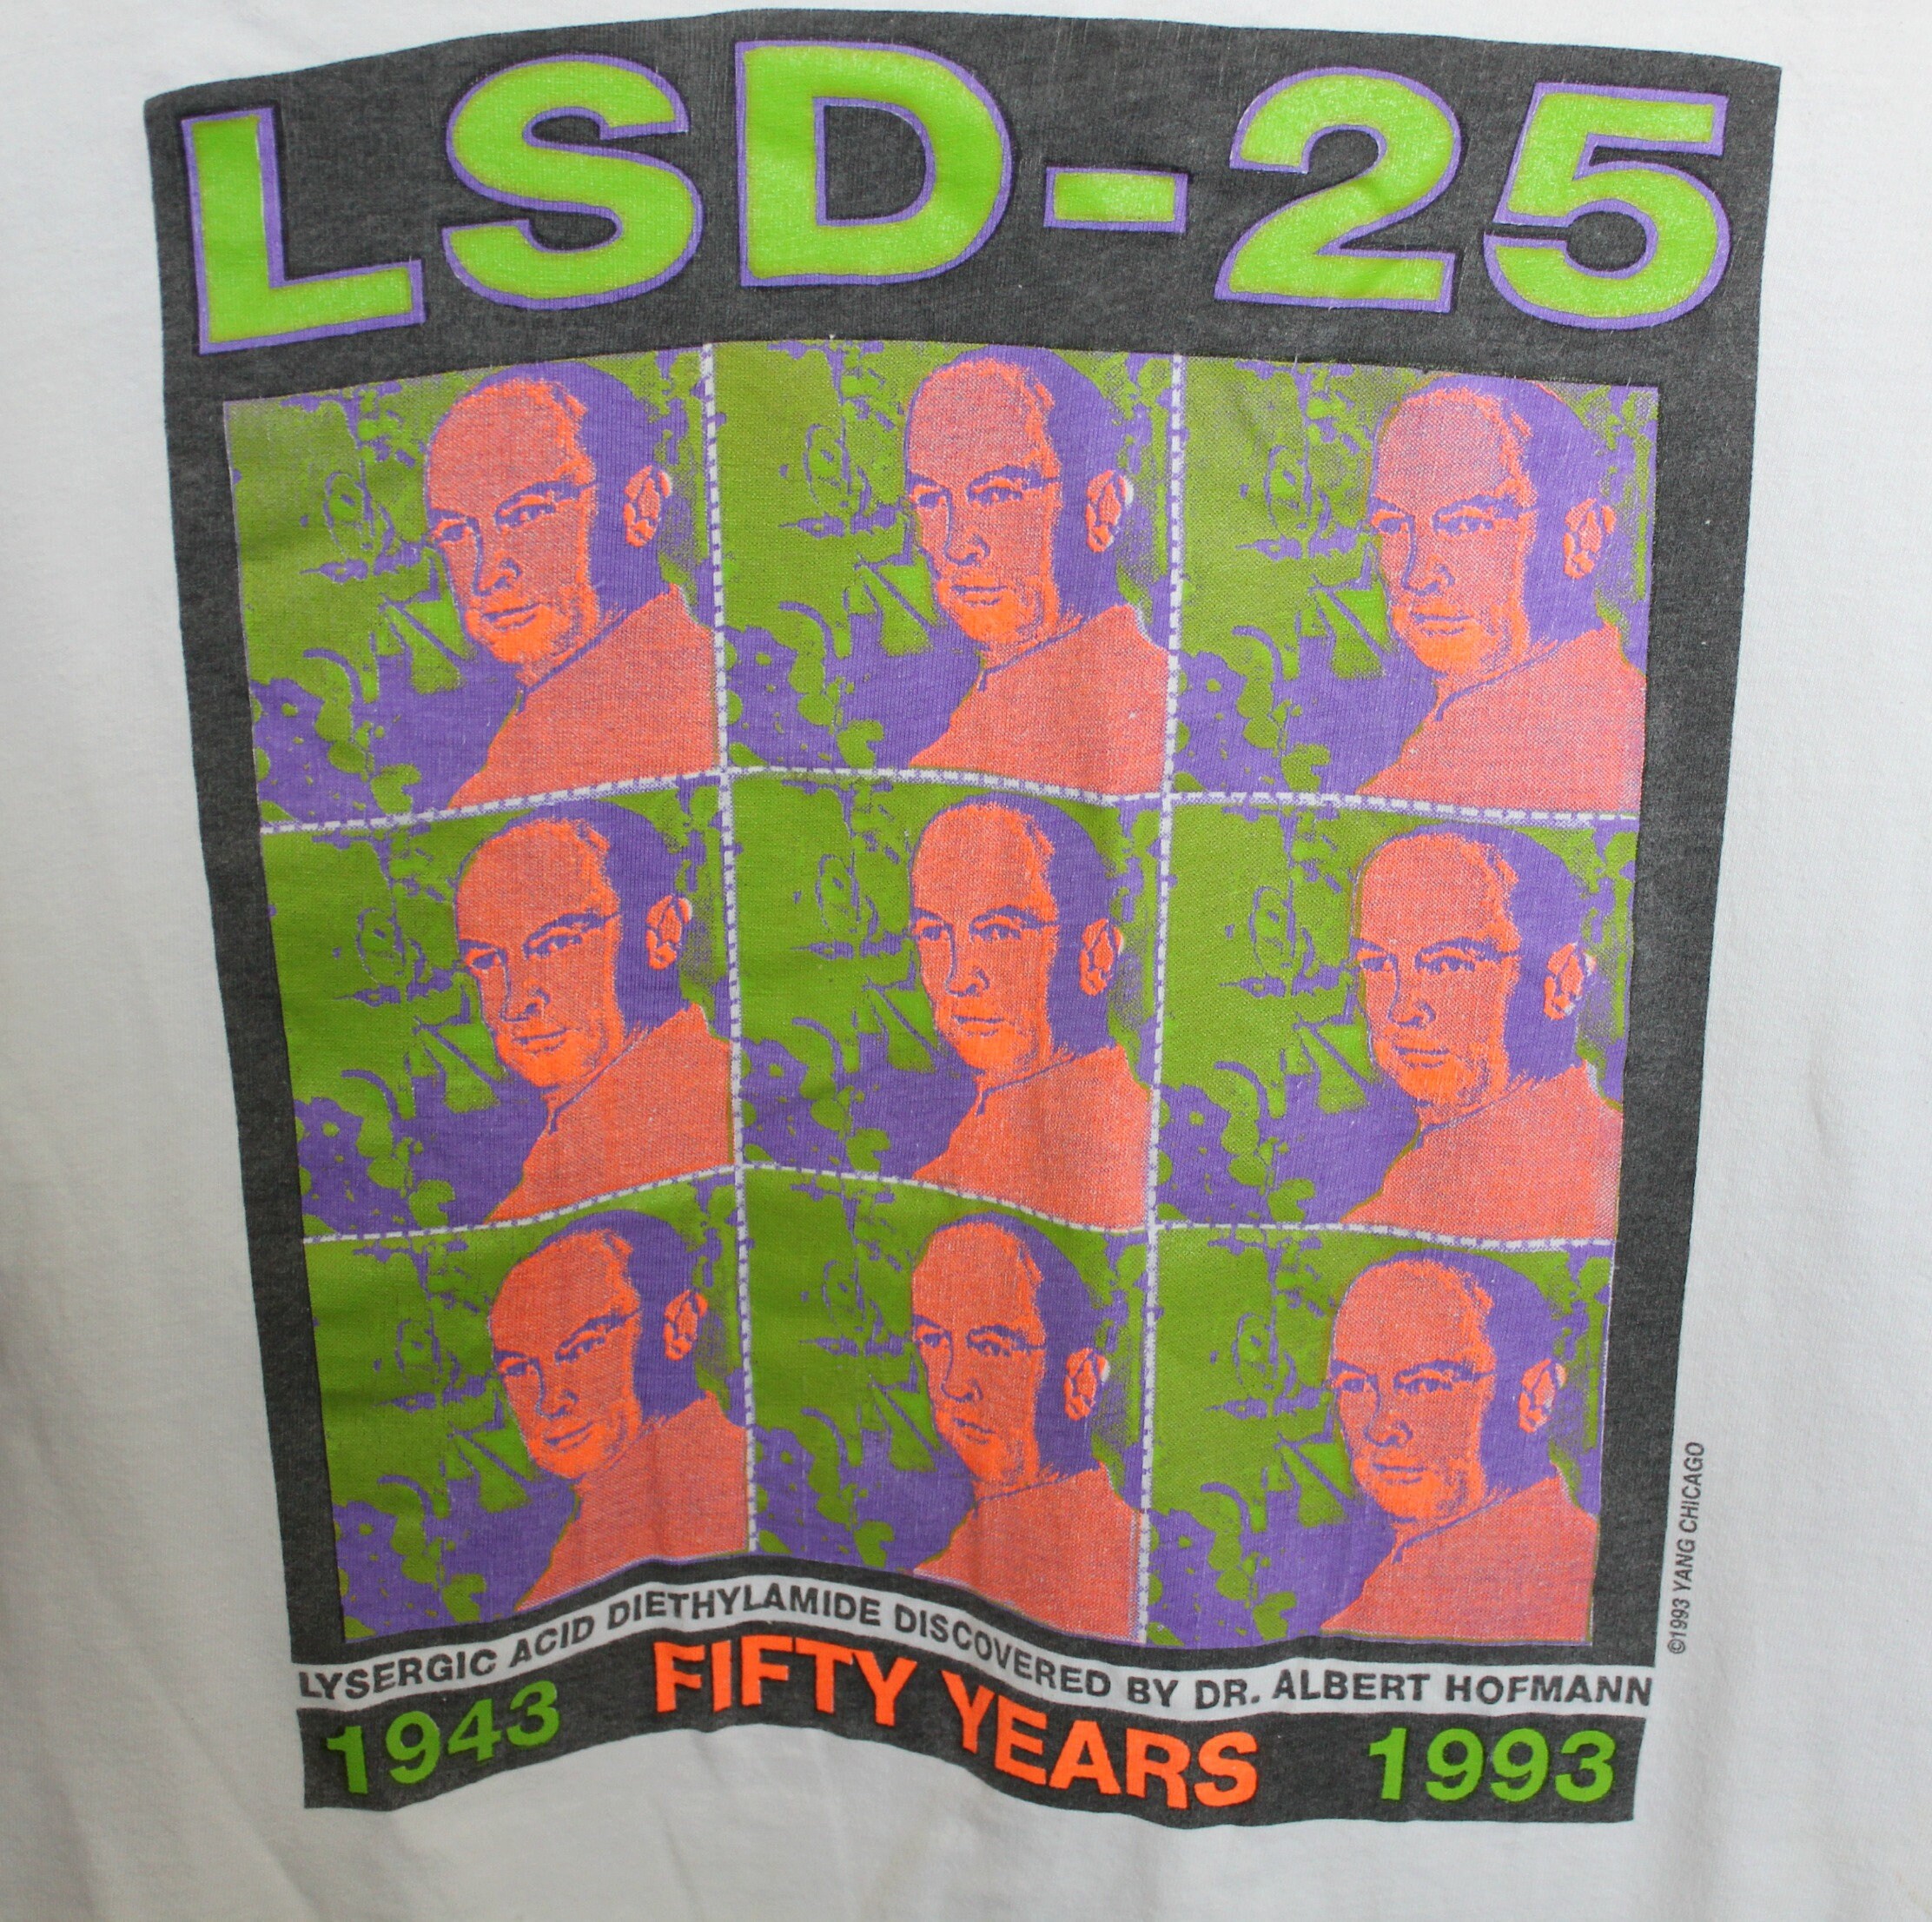 LSD-25
LYSERGIC ACID DIETHYLAMIDE DISCOVERED BY DR. ALBERT HOFMANN
1943 FIFTY YEARS 1993
©1993 YANG CHICAGO